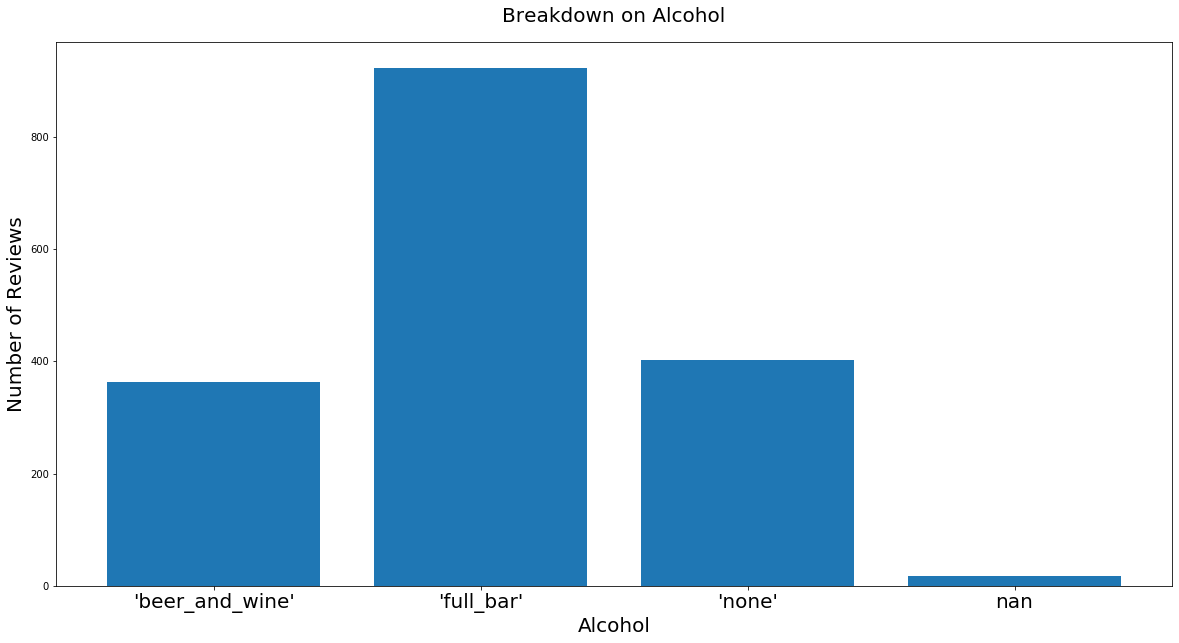 Breakdown on Alcohol
Number of Reviews
800
600
400
200
0
'beer_and_wine'
'full_bar'
'none'
nan
Alcohol